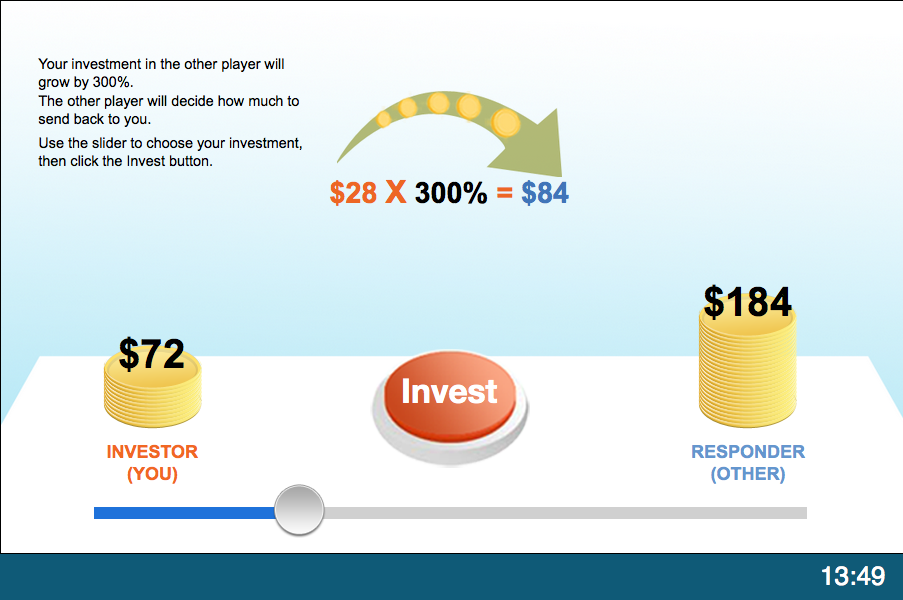 Your investment in the other player will
grow by 300%.
The other player will decide how much to
send back to you.
Use the slider to choose your investment,
then click the Invest button.
$28 X 300% = $84
$72
$184
Invest
INVESTOR
(YOU)
RESPONDER
(OTHER)
13:49